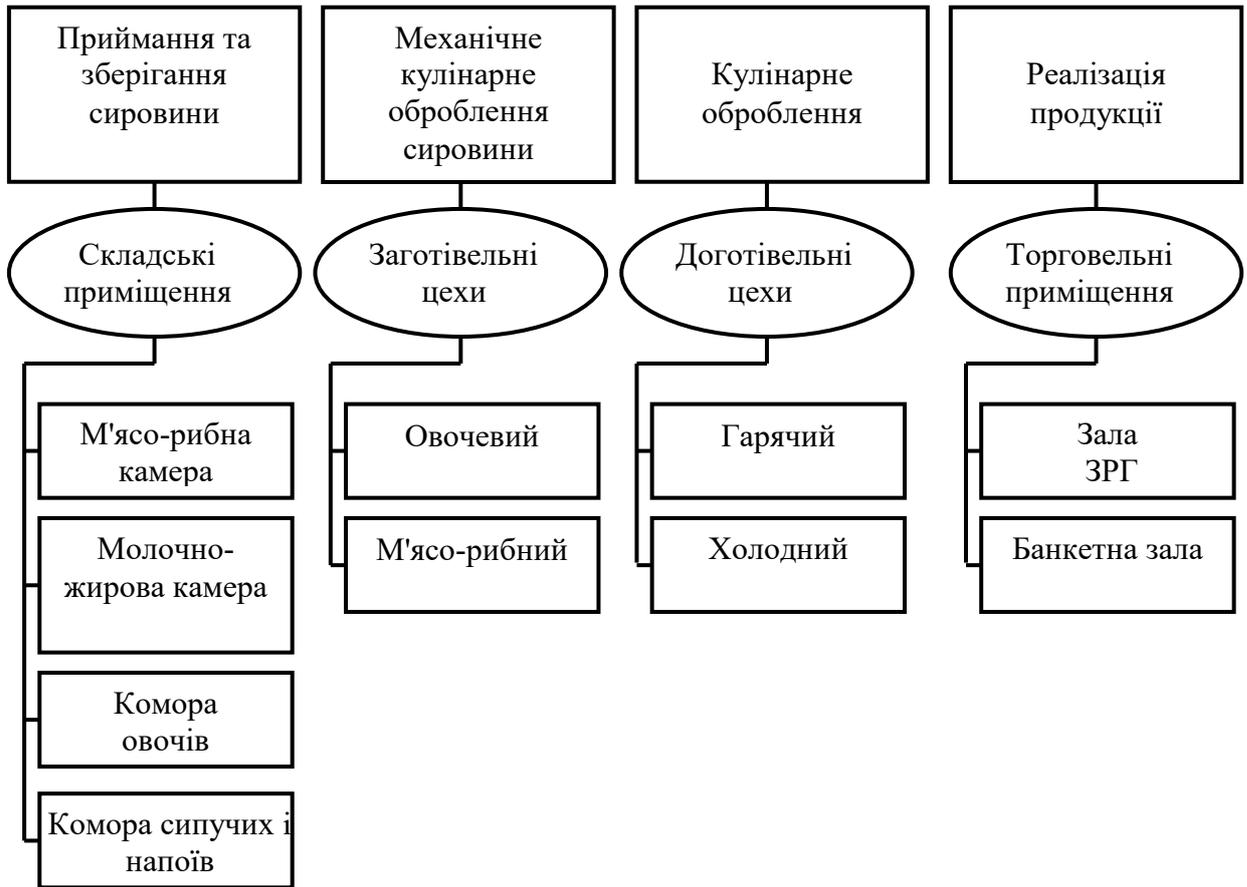 Приймання та
зберігання
сировини
Механічне
кулінарне
оброблення
сировини
Кулінарне
оброблення
Реалізація
продукції
Складські
приміщення
Заготівельні
цехи
Доготівельні
цехи
Торговельні
приміщення
М'ясо-рибна
камера
Молочно-
жирова камера
Комора
овочів
Комора сипучих і
напоїв
Овочевий
М'ясо-рибний
Гарячий
Холодний
Зала
ЗРГ
Банкетна зала